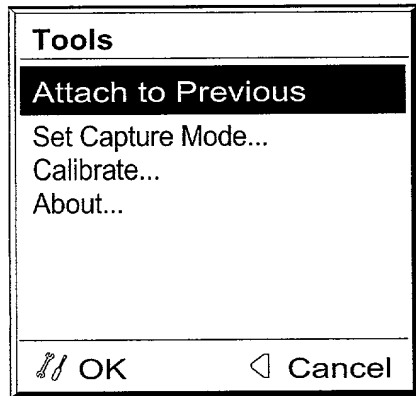 Tools
Attach to Previous
Set Capture Mode...
Calibrate...
About...
OK Cancel